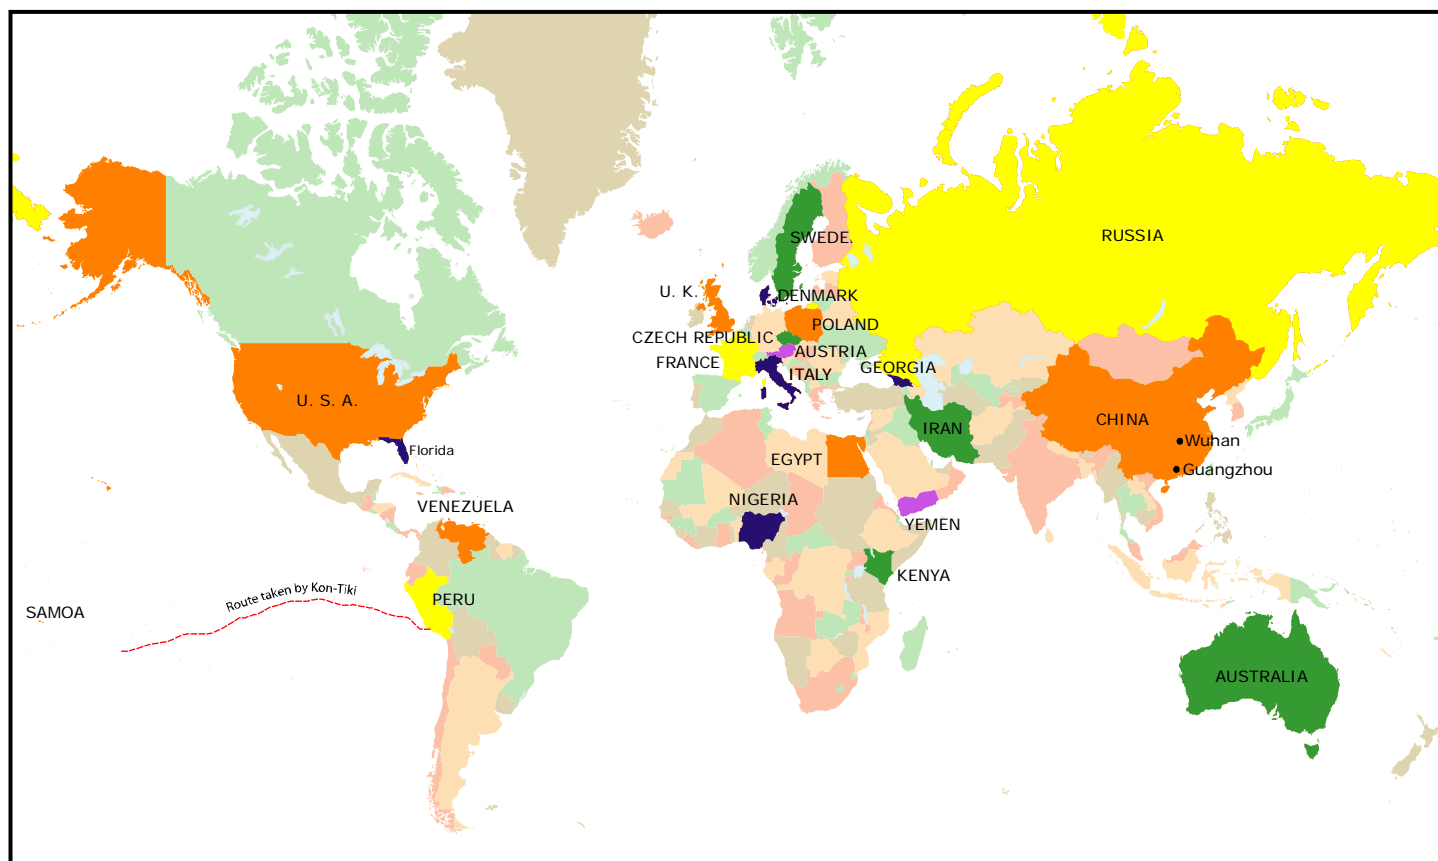 RUSSIA
SWEDE.
U. K.
DENMARK
POLAND
CZECH REPUBLIC
AUSTRIA
FRANCE
GEORGIA
ITALY
U. S. A.
CHINA
IRAN
Wuhan
Florida
EGYPT
Guangzhou
NIGERIA
VENEZUELA
YEMEN
KENYA
Route taken by Kon-Tiki
PERU
SAMOA
AUSTRALIA